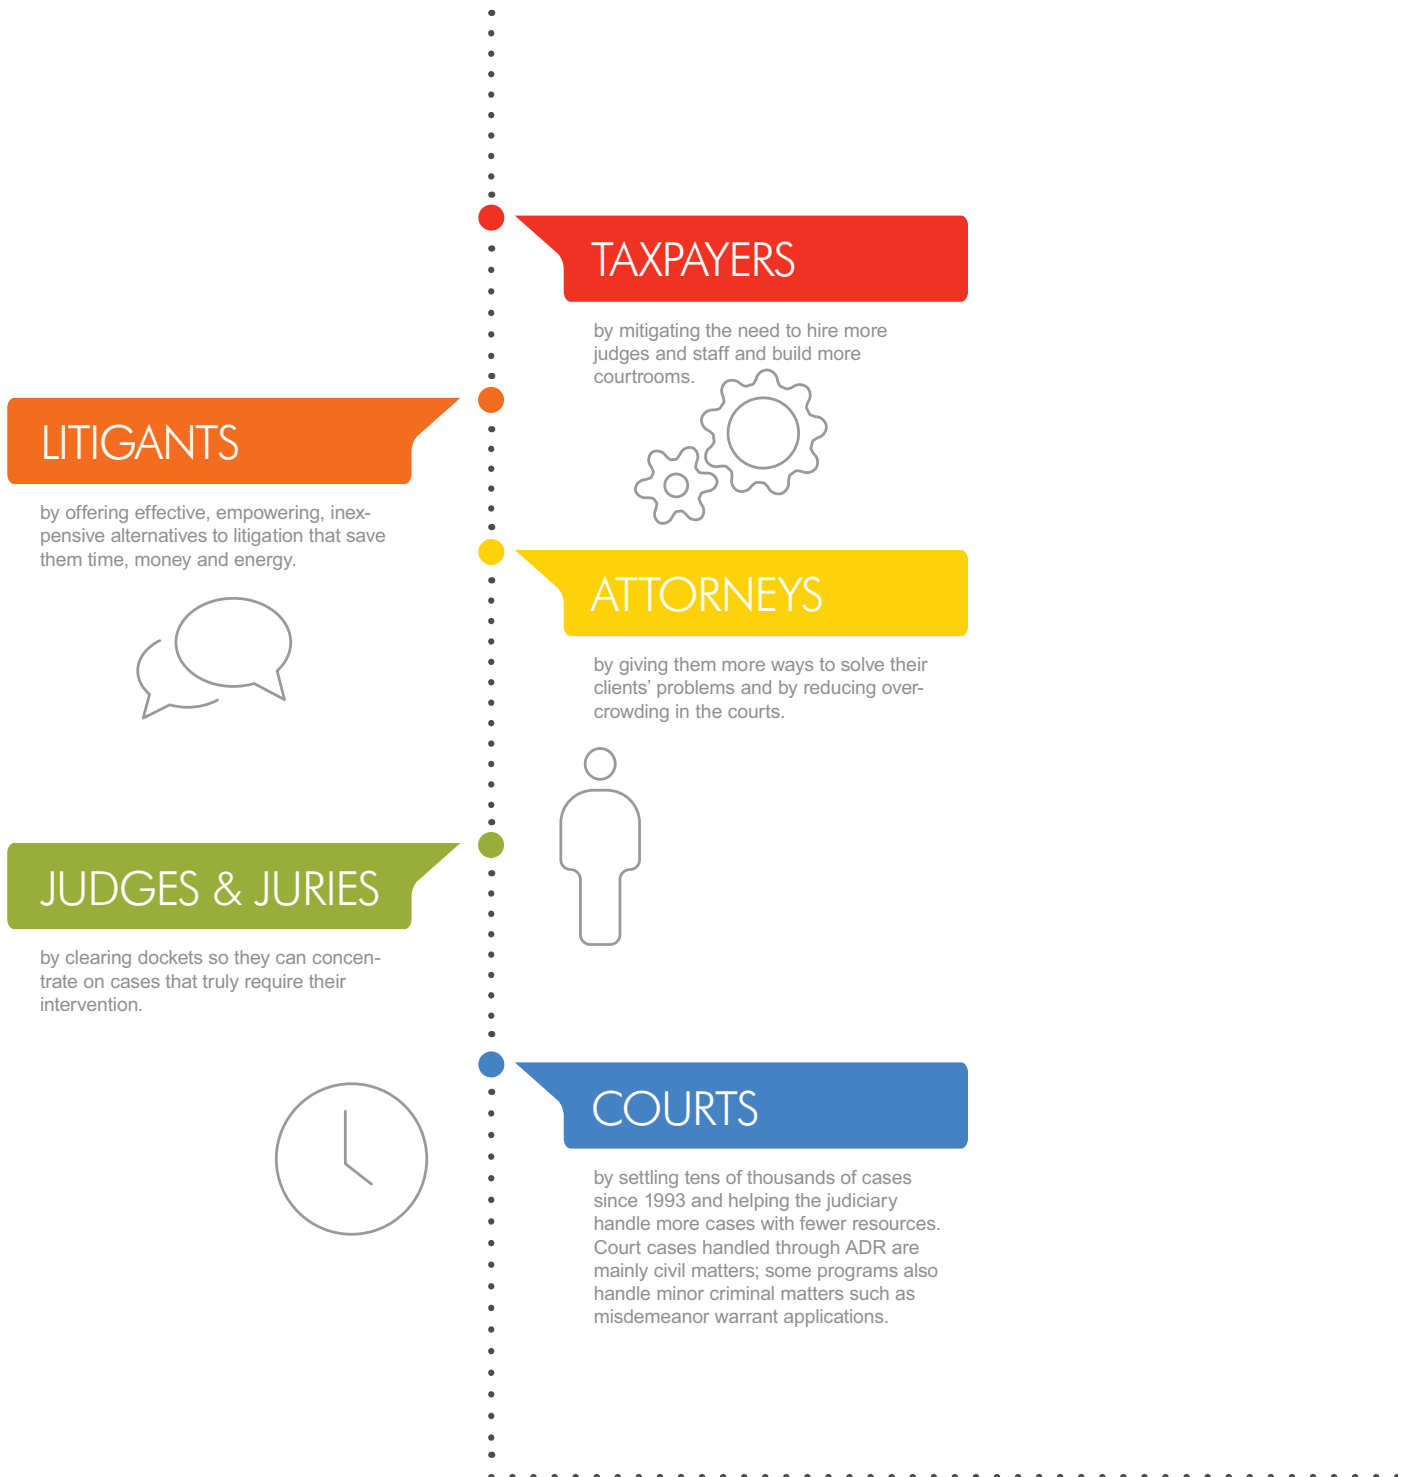 TAXPAYERS
by mitigating the need to hire more
judges and staff and build more
courtrooms.
LITIGANTS
by offering effective, empowering, inex-
pensive alternatives to litigation that save
them time, money and energy.
ATTORNEYS
by giving them more ways to solve their
clients’ problems and by reducing over-
crowding in the courts.
JUDGES & JURIES
by clearing dockets so they can concen-
trate on cases that truly require their
intervention.
COURTS
by settling tens of thousands of cases
since 1993 and helping the judiciary
handle more cases with fewer resources.
Court cases handled through ADR are
mainly civil matters; some programs also
handle minor criminal matters such as
misdemeanor warrant applications.